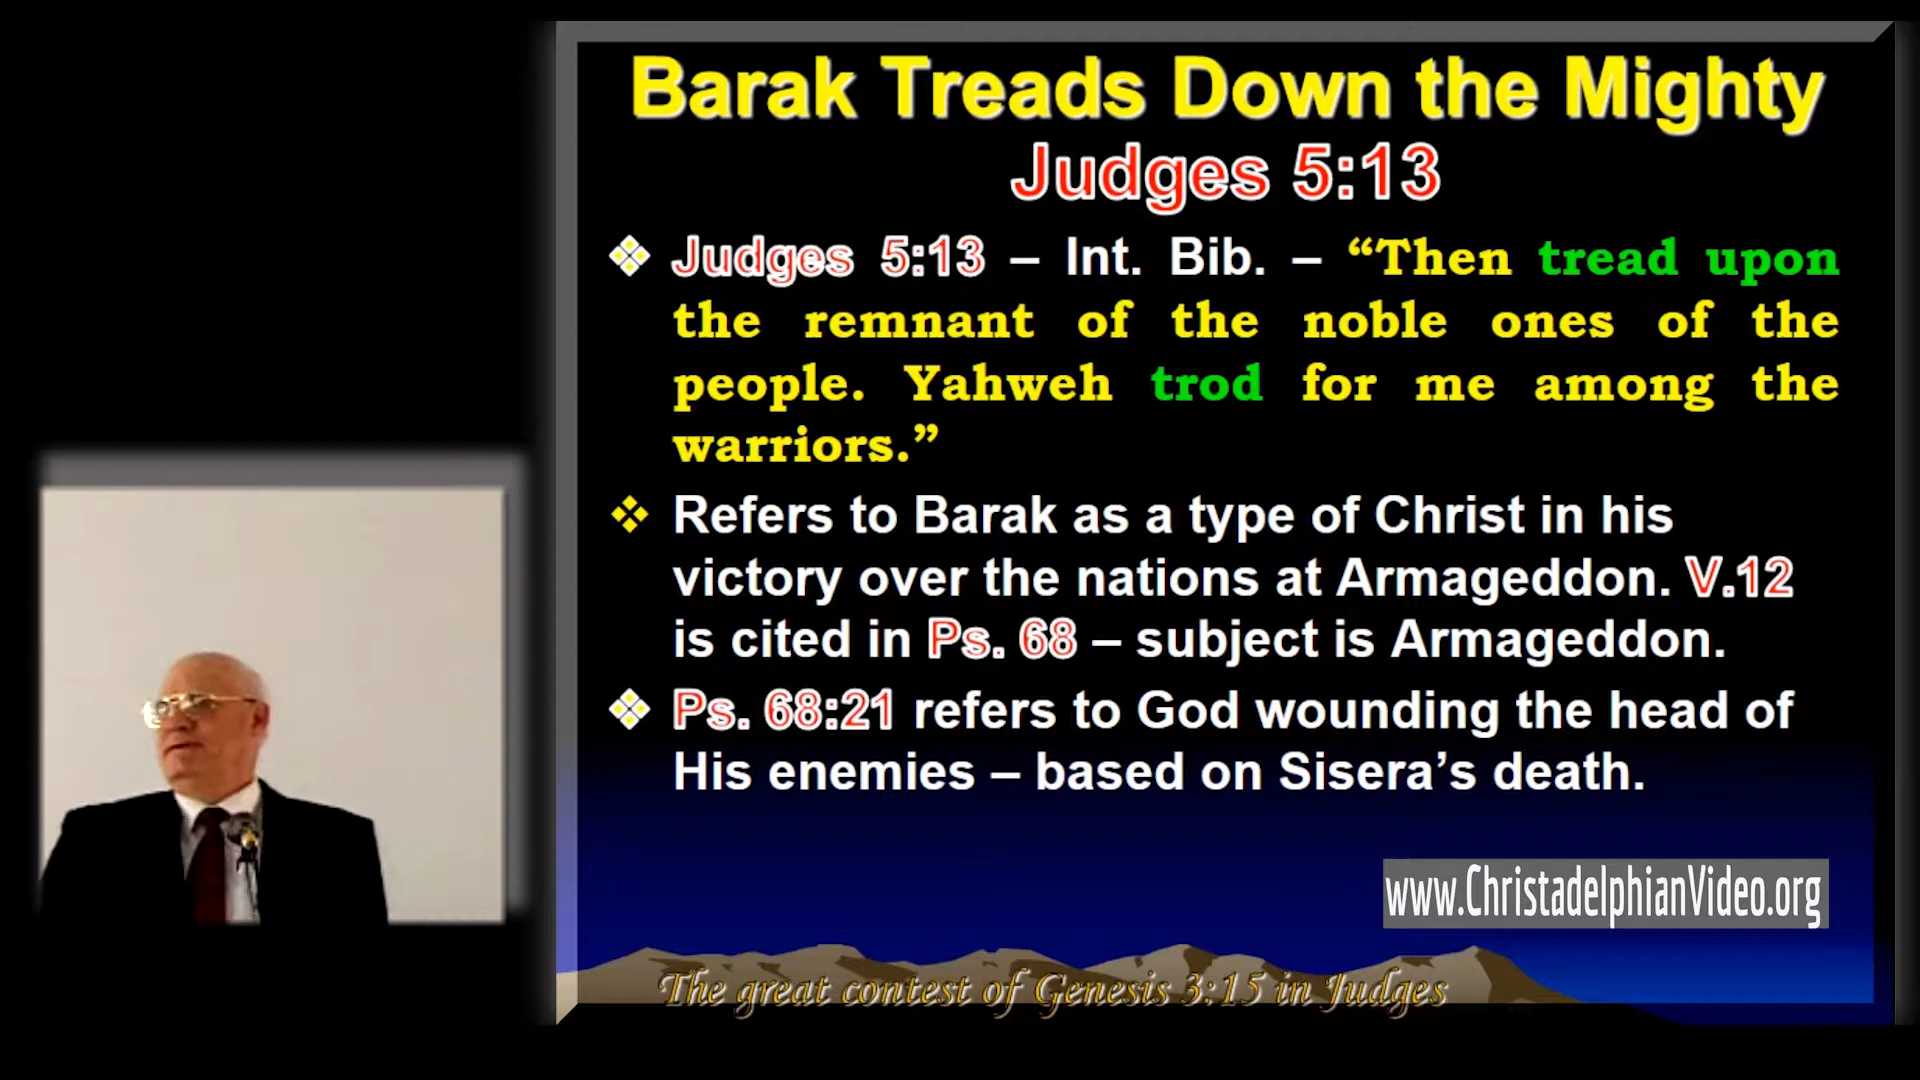 Barak Treads Down the Mighty
Judges 5:13
Judges 5:13 – Int. Bib. – “Then tread upon
the remnant of the noble ones of the
people. Yahweh trod for me among the
warriors.”
Refers to Barak as a type of Christ in his
victory over the nations at Armageddon. V.12
is cited in Ps. 68 – subject is Armageddon.
Ps. 68:21 refers to God wounding the head of
His enemies – based on Sisera’s death.
www.ChristadelphianVideo.org
The great contest of Genesis 3:15 in Judges